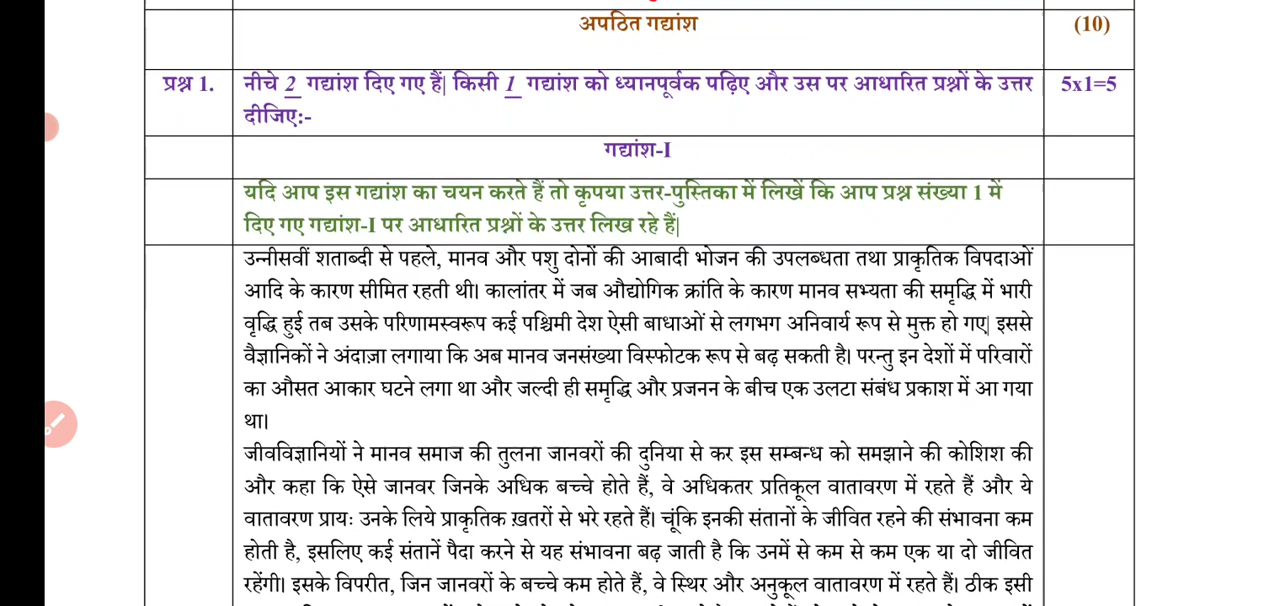 अपठित गद्यांश (10)
प्रश्न 1. नीचे 2 गद्यांश दिए गए हैं| किसी 1 गद्यांश को ध्यानपूर्वक पढ़िए और उस पर आधारित प्रश्नों के उत्तर 5x1=5
दीजिए:-
गद्यांश-I
यदि आप इस गद्यांश का चयन करते हैं तो कृपया उत्तर-पुस्तिका में लिखें कि आप प्रश्न संख्या 1 में
दिए गए गद्यांश-I पर आधारित प्रश्नों के उत्तर लिख रहे हैं|
उन्नीसवीं शताब्दी से पहले, मानव और पशु दोनों की आबादी भोजन की उपलब्धता तथा प्राकृतिक विपदाओं
आदि के कारण सीमित रहती थी। कालांतर में जब औद्योगिक क्रांति के कारण मानव सभ्यता की समृद्धि में भारी
वृद्धि हुई तब उसके परिणामस्वरूप कई पश्चिमी देश ऐसी बाधाओं से लगभग अनिवार्य रूप से मुक्त हो गए| इससे
वैज्ञानिकों ने अंदाज़ा लगाया कि अब मानव जनसंख्या विस्फोटक रूप से बढ़ सकती है। परन्तु इन देशों में परिवारों
का औसत आकार घटने लगा था और जल्दी ही समृद्धि और प्रजनन के बीच एक उलटा संबंध प्रकाश में आ गया
था।
जीवविज्ञानियों ने मानव समाज की तुलना जानवरों की दुनिया से कर इस सम्बन्ध को समझाने की कोशिश की
और कहा कि ऐसे जानवर जिनके अधिक बच्चे होते हैं, वे अधिकतर प्रतिकूल वातावरण में रहते हैं और ये
वातावरण प्रायः उनके लिये प्राकृतिक ख़तरों से भरे रहते हैं। चूंकि इनकी संतानों के जीवित रहने की संभावना कम
होती है, इसलिए कई संतानें पैदा करने से यह संभावना बढ़ जाती है कि उनमें से कम से कम एक या दो जीवित
रहेंगी। इसके विपरीत, जिन जानवरों के बच्चे कम होते हैं, वे स्थिर और अनुकूल वातावरण में रहते हैं। ठीक इसी